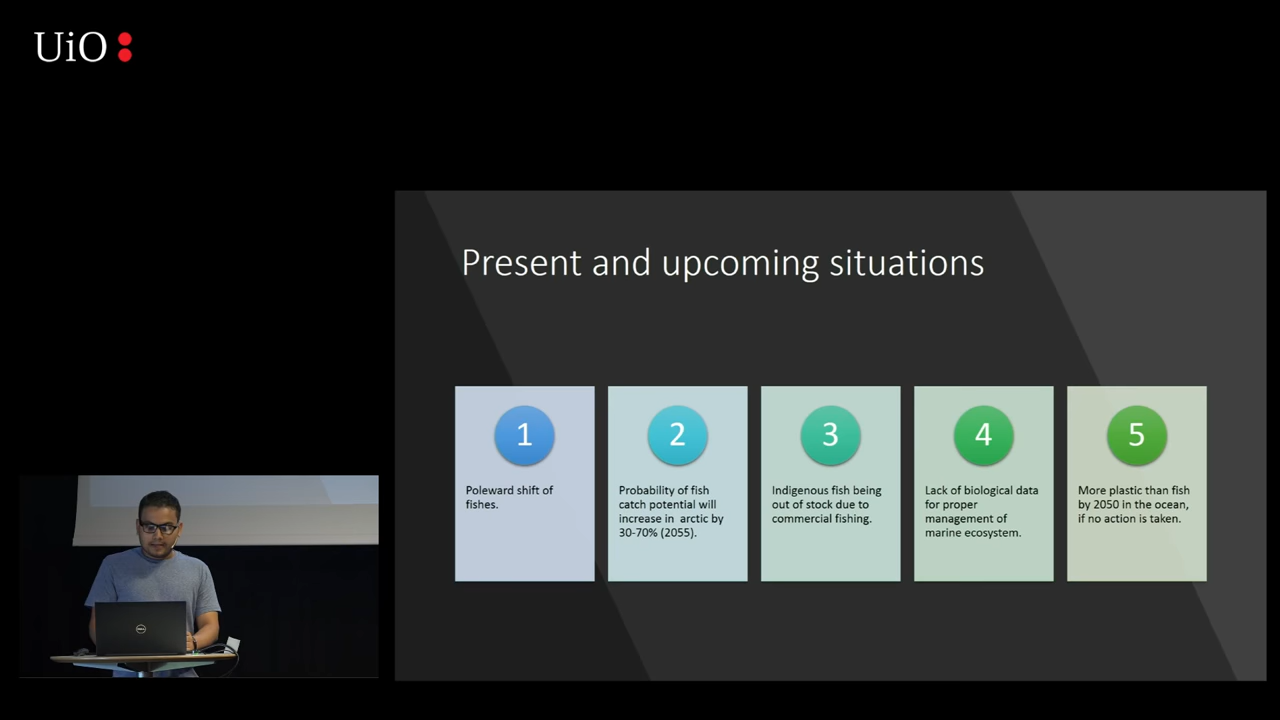 UiO
Present and upcoming situations
1
Poleward shift of
fishes.
2
Probability of fish
catch potential will
increase in arctic by
30-70% (2055).
3
Indigenous fish being
out of stock due to
commercial fishing.
4
Lack of biological data
for proper
management of
marine ecosystem.
5
More plastic than fish
by 2050 in the ocean,
if no action is taken.
DELL